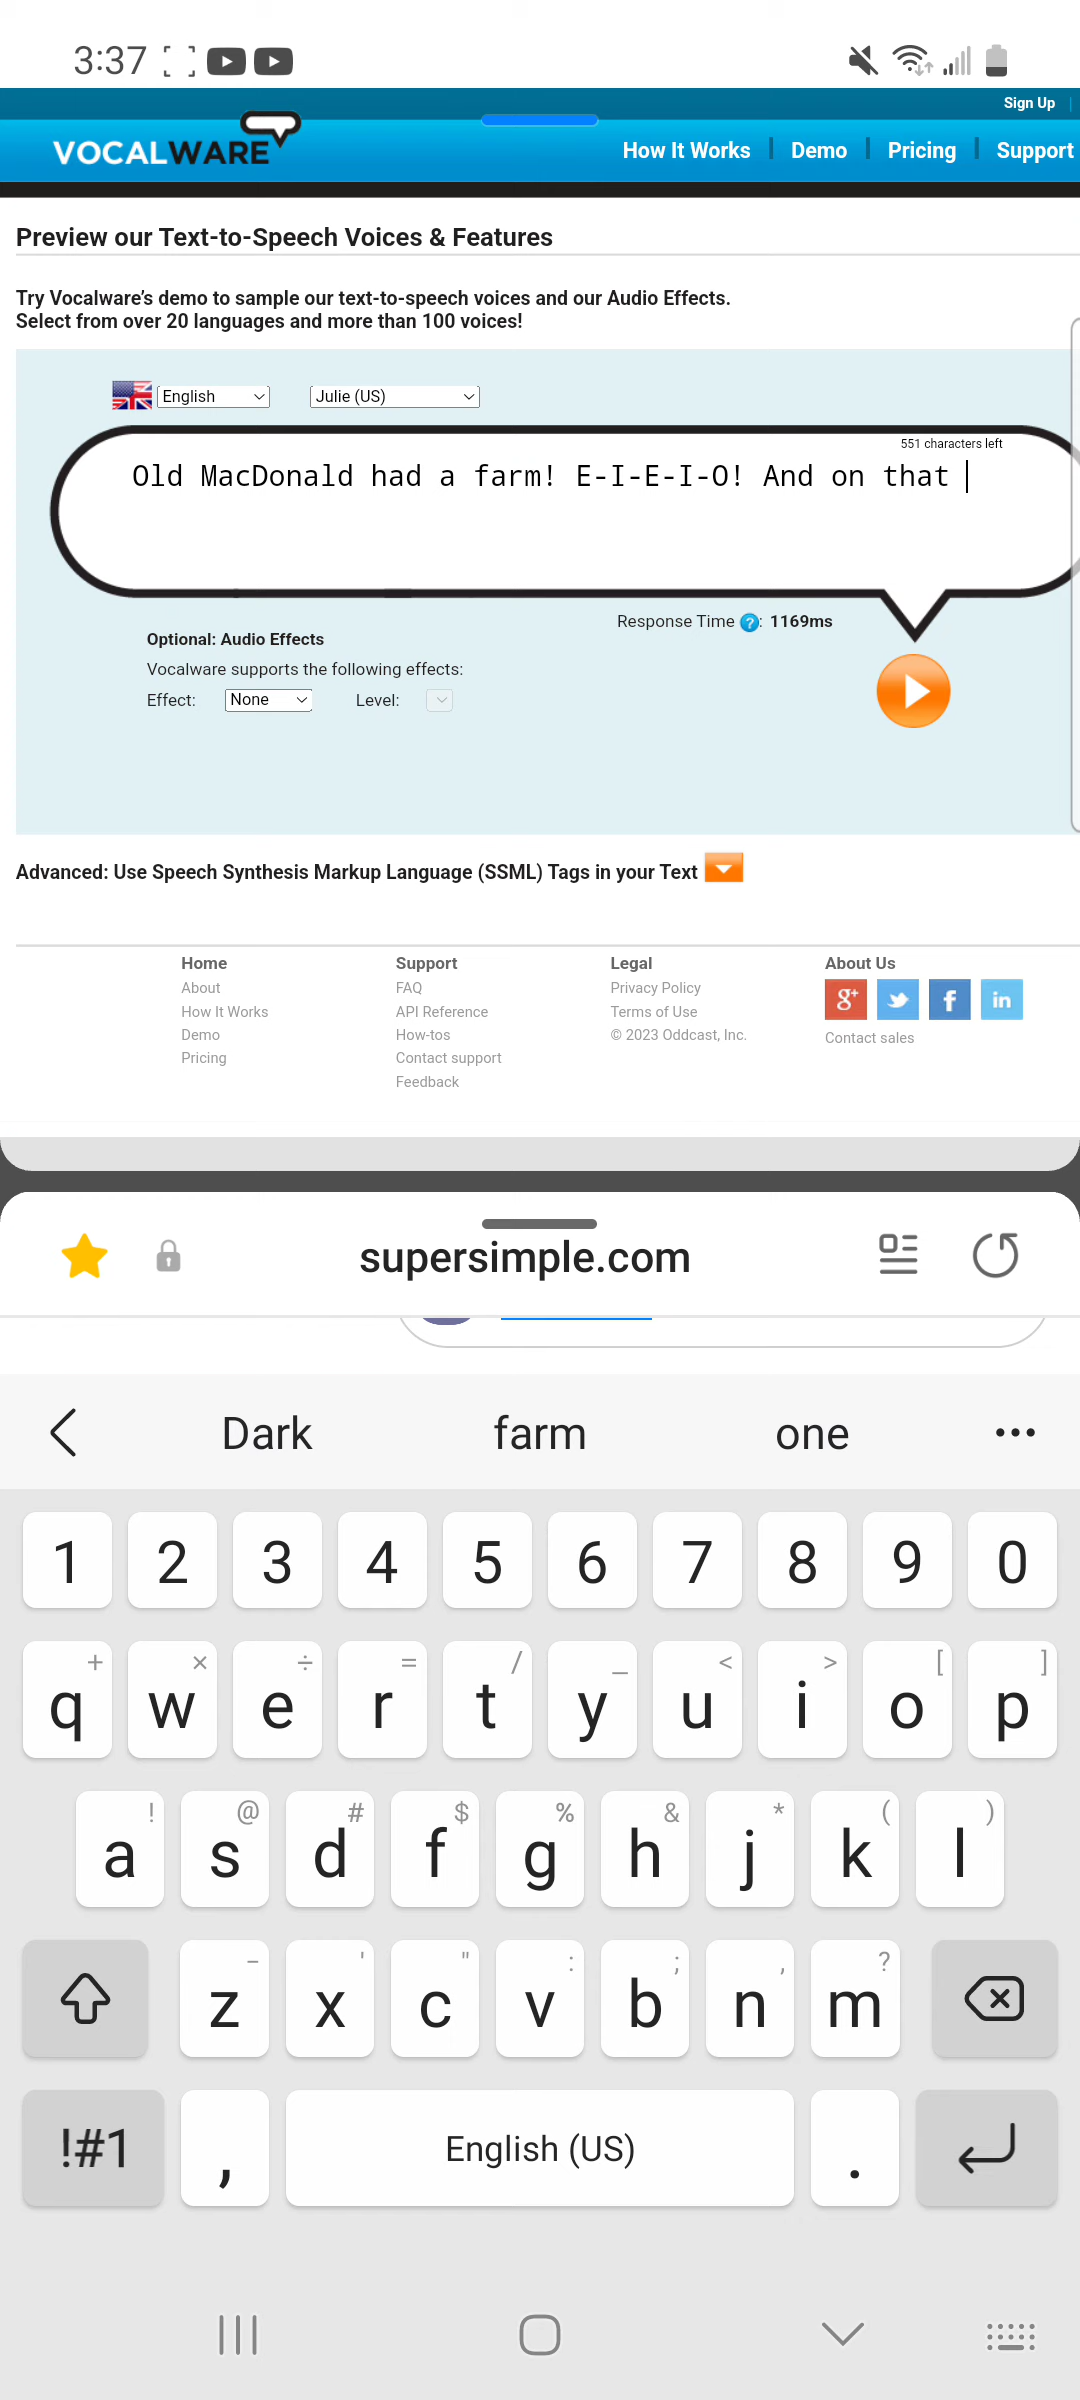 3:37
Sign Up
VOCALWARE
How It Works
Demo
Pricing
Support
Preview our Text-to-Speech Voices & Features
Try Vocalware's demo to sample our text-to-speech voices and our Audio Effects.
Select from over 20 languages and more than 100 voices!
English
Julie (US)
551 characters left
Old MacDonald had a farm! E-I-E-I-O! And on that
Response Time ?: 1169ms
Optional: Audio Effects
Vocalware supports the following effects:
Effect: None Level:
Advanced: Use Speech Synthesis Markup Language (SSML) Tags in your Text
Home
About
How It Works
Demo
Pricing
Support
FAQ
API Reference
How-tos
Contact support
Feedback
Legal
Privacy Policy
Terms of Use
© 2023 Oddcast, Inc.
About Us
g+ f in
Contact sales
supersimple.com
Dark farm one ...
1 2 3 4 5 6 7 8 9 0
+ × ÷ = / _ < > [ ]
q w e r t y u i o p
! @ # $ % & * ( )
a s d f g h j k l
- ' " : ; , ?
z x c v b n m
!#1 , English (US) .